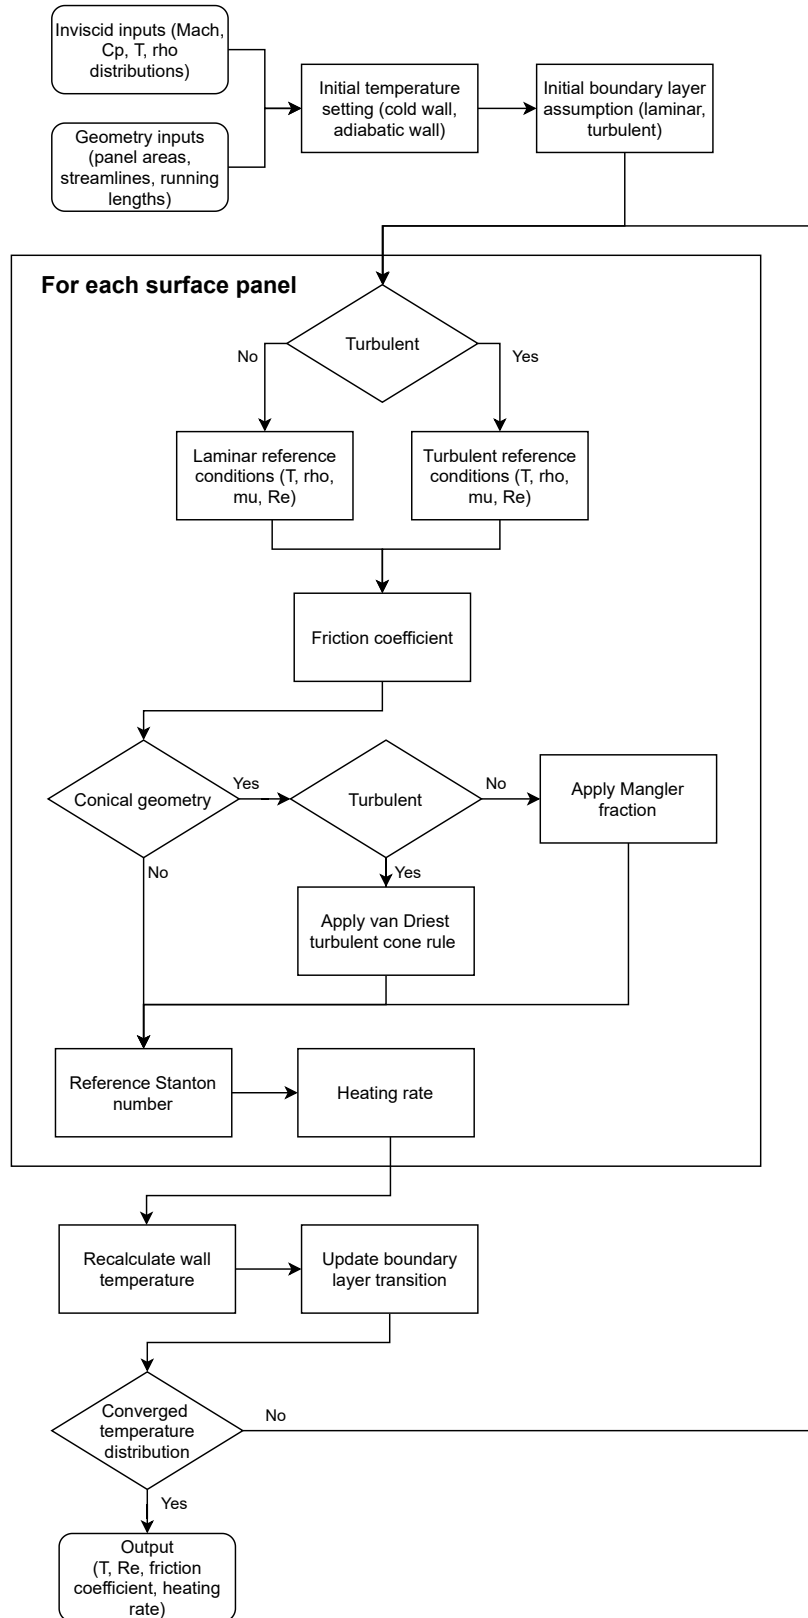 Inviscid inputs (Mach,
Cp, T, rho
distributions)
Geometry inputs
(panel areas,
streamlines, running
lengths)
Initial temperature
setting (cold wall,
adiabatic wall)
Initial boundary layer
assumption (laminar,
turbulent)
For each surface panel
Turbulent
No
Yes
Laminar reference
conditions (T, rho,
mu, Re)
Turbulent reference
conditions (T, rho,
mu, Re)
Friction coefficient
Conical geometry
Yes
No
Turbulent
No
Yes
Apply Mangler
fraction
Apply van Driest
turbulent cone rule
Reference Stanton
number
Heating rate
Recalculate wall
temperature
Update boundary
layer transition
Converged
temperature
distribution
No
Yes
Output
(T, Re, friction
coefficient, heating
rate)